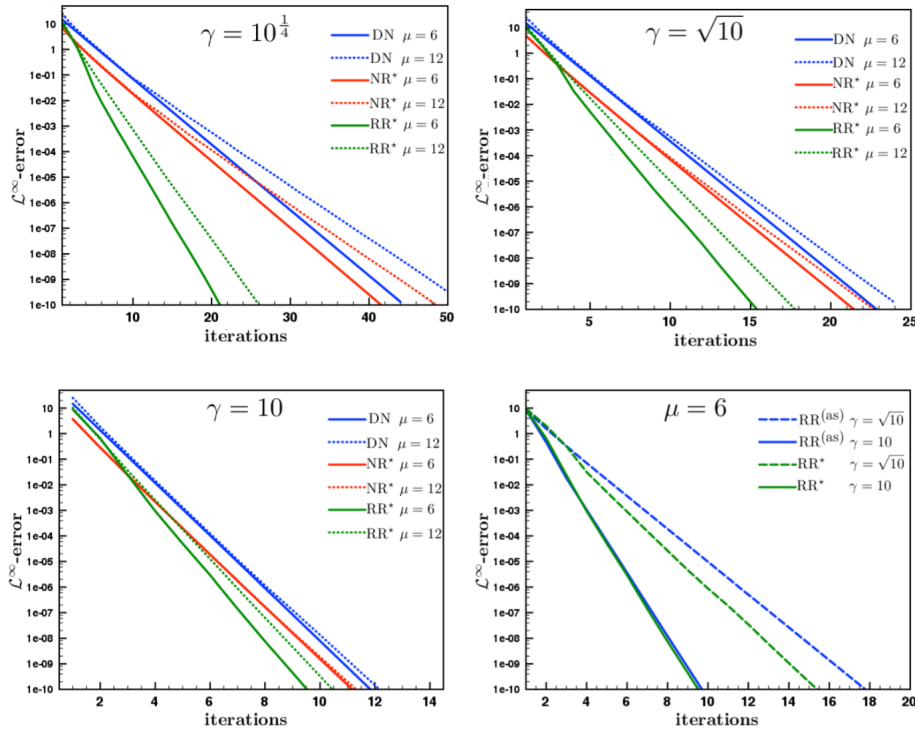 γ = 10^{1/4}
DN μ = 6
DN μ = 12
NR* μ = 6
NR* μ = 12
RR* μ = 6
RR* μ = 12
10
1
1e-01
1e-02
1e-03
1e-04
1e-05
1e-06
1e-07
1e-08
1e-09
1e-10
𝓛^∞-error
10 20 30 40 50
iterations
γ = √10
DN μ = 6
DN μ = 12
NR* μ = 6
NR* μ = 12
RR* μ = 6
RR* μ = 12
10
1
1e-01
1e-02
1e-03
1e-04
1e-05
1e-06
1e-07
1e-08
1e-09
1e-10
𝓛^∞-error
5 10 15 20 25
iterations
γ = 10
DN μ = 6
DN μ = 12
NR* μ = 6
NR* μ = 12
RR* μ = 6
RR* μ = 12
10
1
1e-01
1e-02
1e-03
1e-04
1e-05
1e-06
1e-07
1e-08
1e-09
1e-10
𝓛^∞-error
2 4 6 8 10 12 14
iterations
μ = 6
RR^(as) γ = √10
RR^(as) γ = 10
RR* γ = √10
RR* γ = 10
10
1
1e-01
1e-02
1e-03
1e-04
1e-05
1e-06
1e-07
1e-08
1e-09
1e-10
𝓛^∞-error
2 4 6 8 10 12 14 16 18 20
iterations